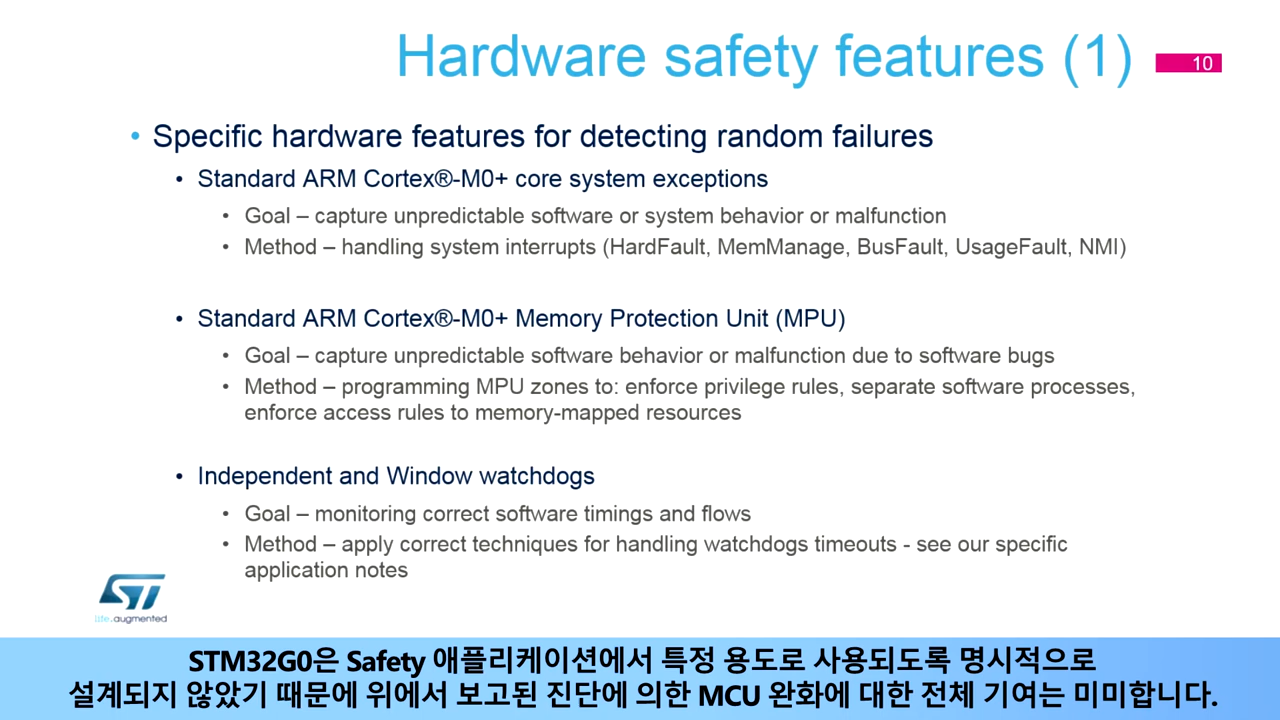 Hardware safety features (1)
10
• Specific hardware features for detecting random failures
• Standard ARM Cortex®-M0+ core system exceptions
• Goal – capture unpredictable software or system behavior or malfunction
• Method – handling system interrupts (HardFault, MemManage, BusFault, UsageFault, NMI)
• Standard ARM Cortex®-M0+ Memory Protection Unit (MPU)
• Goal – capture unpredictable software behavior or malfunction due to software bugs
• Method – programming MPU zones to: enforce privilege rules, separate software processes,
enforce access rules to memory-mapped resources
• Independent and Window watchdogs
• Goal – monitoring correct software timings and flows
• Method – apply correct techniques for handling watchdogs timeouts - see our specific
application notes
ST
life.augmented
STM32G0은 Safety 애플리케이션에서 특정 용도로 사용되도록 명시적으로
설계되지 않았기 때문에 위에서 보고된 진단에 의한 MCU 완화에 대한 전체 기여는 미미합니다.